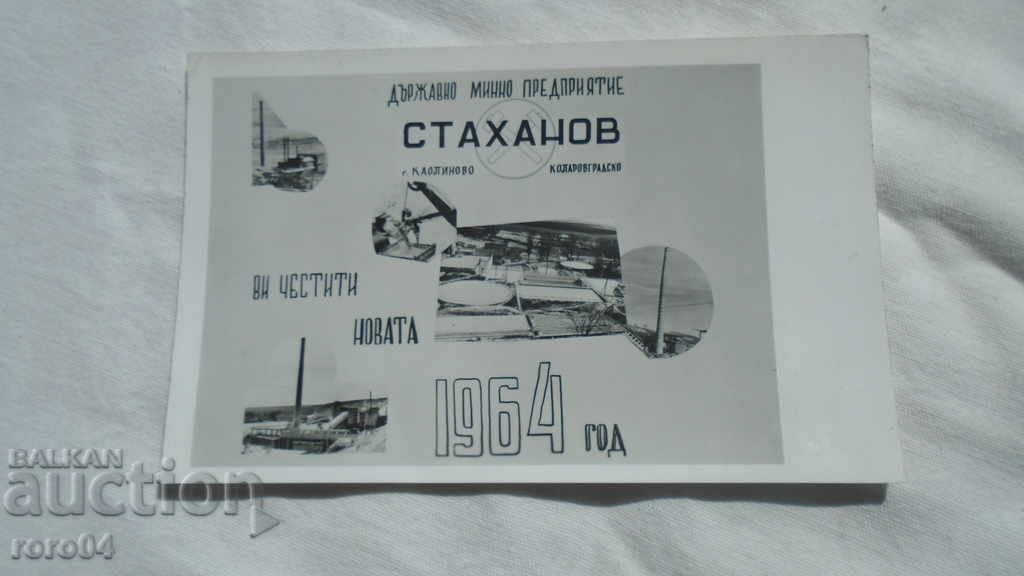 ДЪРЖАВНО МИННО ПРЕДПРИЯТИЕ
СТАХАНОВ
с. КАОЛИНОВО КОЛАРОВГРАДСКО
ВИ ЧЕСТИТИ
НОВАТА
1964 ГОД
BALKAN
auction
roro04